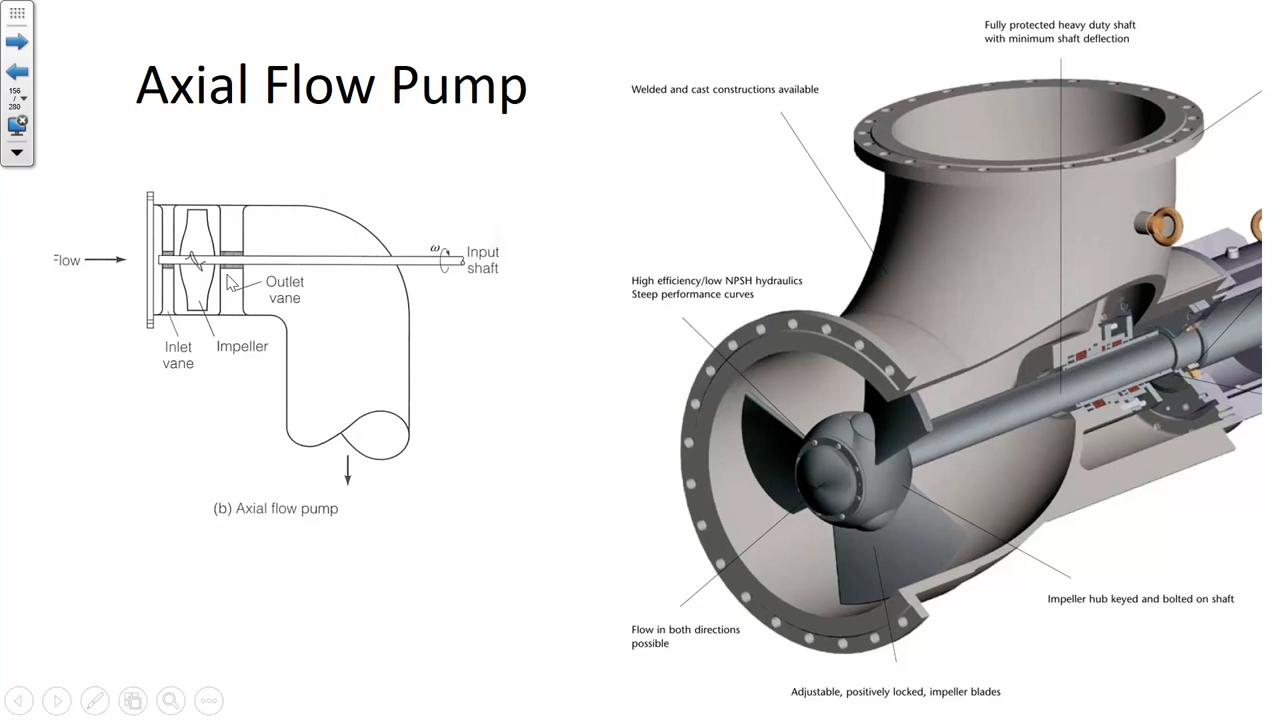 156
/
280
Axial Flow Pump
Flow
ω
Input
shaft
Outlet
vane
Inlet
vane
Impeller
(b) Axial flow pump
Fully protected heavy duty shaft
with minimum shaft deflection
Welded and cast constructions available
High efficiency/low NPSH hydraulics
Steep performance curves
Flow in both directions
possible
Impeller hub keyed and bolted on shaft
Adjustable, positively locked, impeller blades